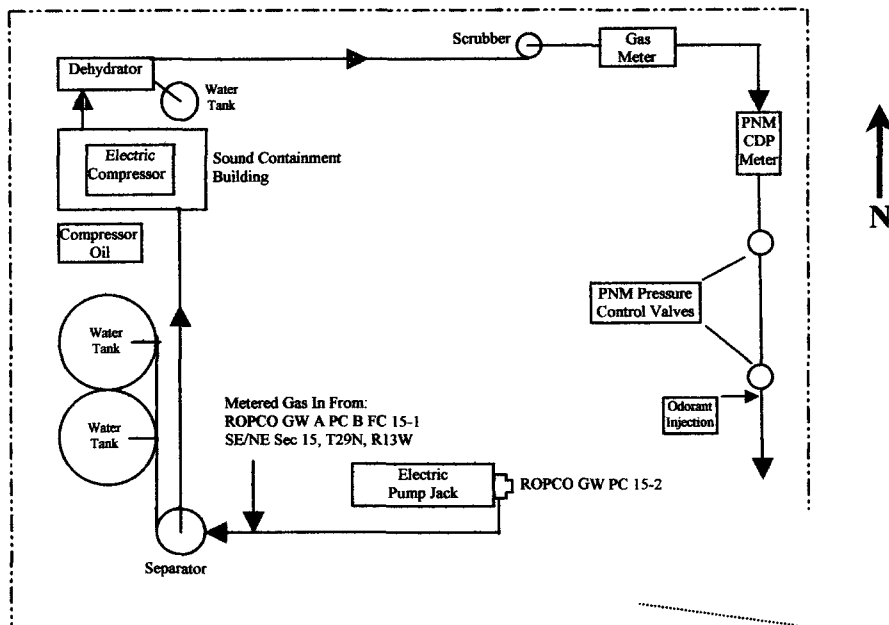 Scrubber
Gas
Meter
Dehydrator
Water
Tank
PNM
CDP
Meter
Electric
Compressor
Sound Containment
Building
N
Compressor
Oil
PNM Pressure
Control Valves
Water
Tank
Metered Gas In From:
ROPCO GW A PC B FC 15-1
SE/NE Sec 15, T29N, R13W
Odorant
Injection
Water
Tank
Electric
Pump Jack
ROPCO GW PC 15-2
Separator